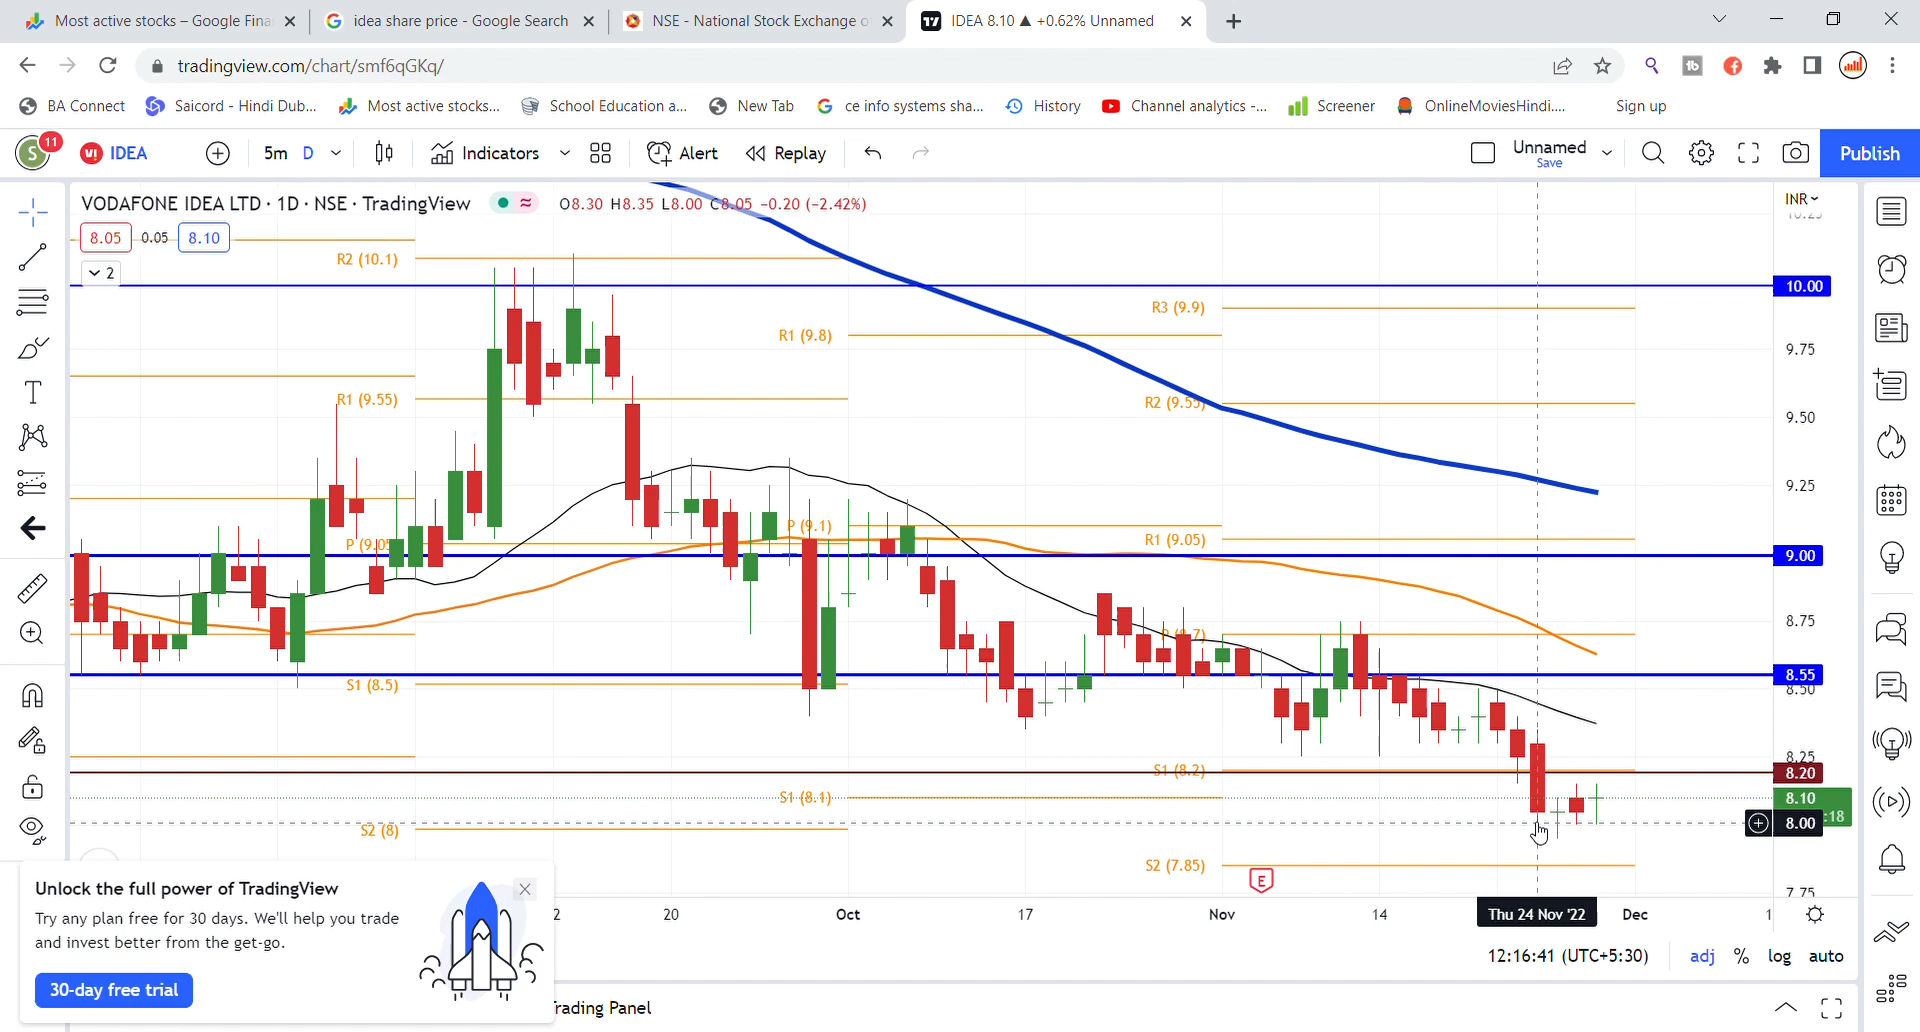 Most active stocks – Google Fina
idea share price - Google Search
NSE - National Stock Exchange o
IDEA 8.10 ▲ +0.62% Unnamed
tradingview.com/chart/smf6qGKq/
BA Connect
Saicord - Hindi Dub...
Most active stocks...
School Education a...
New Tab
ce info systems sha...
History
Channel analytics -...
Screener
OnlineMoviesHindi....
Sign up
S
11
IDEA
5m
D
Indicators
Alert
Replay
Unnamed
Save
Publish
VODAFONE IDEA LTD · 1D · NSE · TradingView
O8.30 H8.35 L8.00 C8.05 −0.20 (−2.42%)
INR
10.25
8.05
0.05
8.10
2
R2 (10.1)
10.00
R3 (9.9)
R1 (9.8)
9.75
R1 (9.55)
R2 (9.55)
9.50
9.25
P (9.1)
P (9.05
R1 (9.05)
9.00
8.75
P (8.7)
8.55
S1 (8.5)
8.50
8.25
S1 (8.2)
8.20
S1 (8.1)
8.10
:18
8.00
S2 (8)
S2 (7.85)
E
7.75
Unlock the full power of TradingView
Try any plan free for 30 days. We'll help you trade
and invest better from the get-go.
30-day free trial
2
20
Oct
17
Nov
14
Thu 24 Nov '22
Dec
1
12:16:41 (UTC+5:30)
adj
%
log
auto
rading Panel